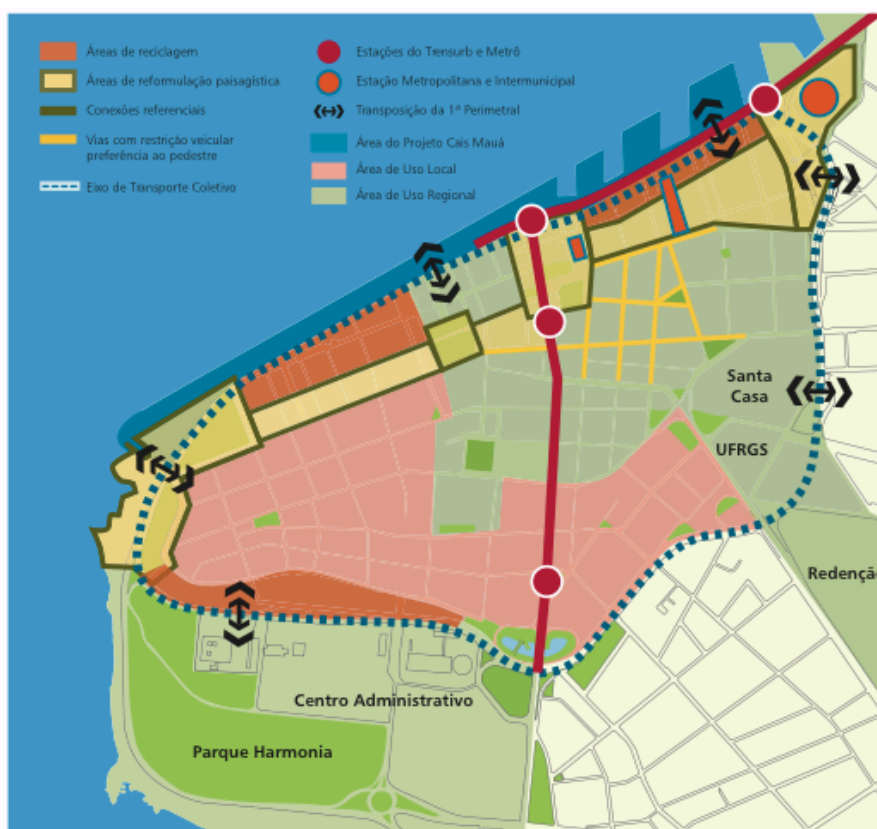 Áreas de reciclagem
Áreas de reformulação paisagística
Conexões referenciais
Vias com restrição veicular
preferência ao pedestre
Eixo de Transporte Coletivo
Estações do Trensurb e Metrô
Estação Metropolitana e Intermunicipal
Transposição da 1ª Perimetral
Área do Projeto Cais Mauá
Área de Uso Local
Área de Uso Regional
Santa
Casa
UFRGS
Redenção
Centro Administrativo
Parque Harmonia